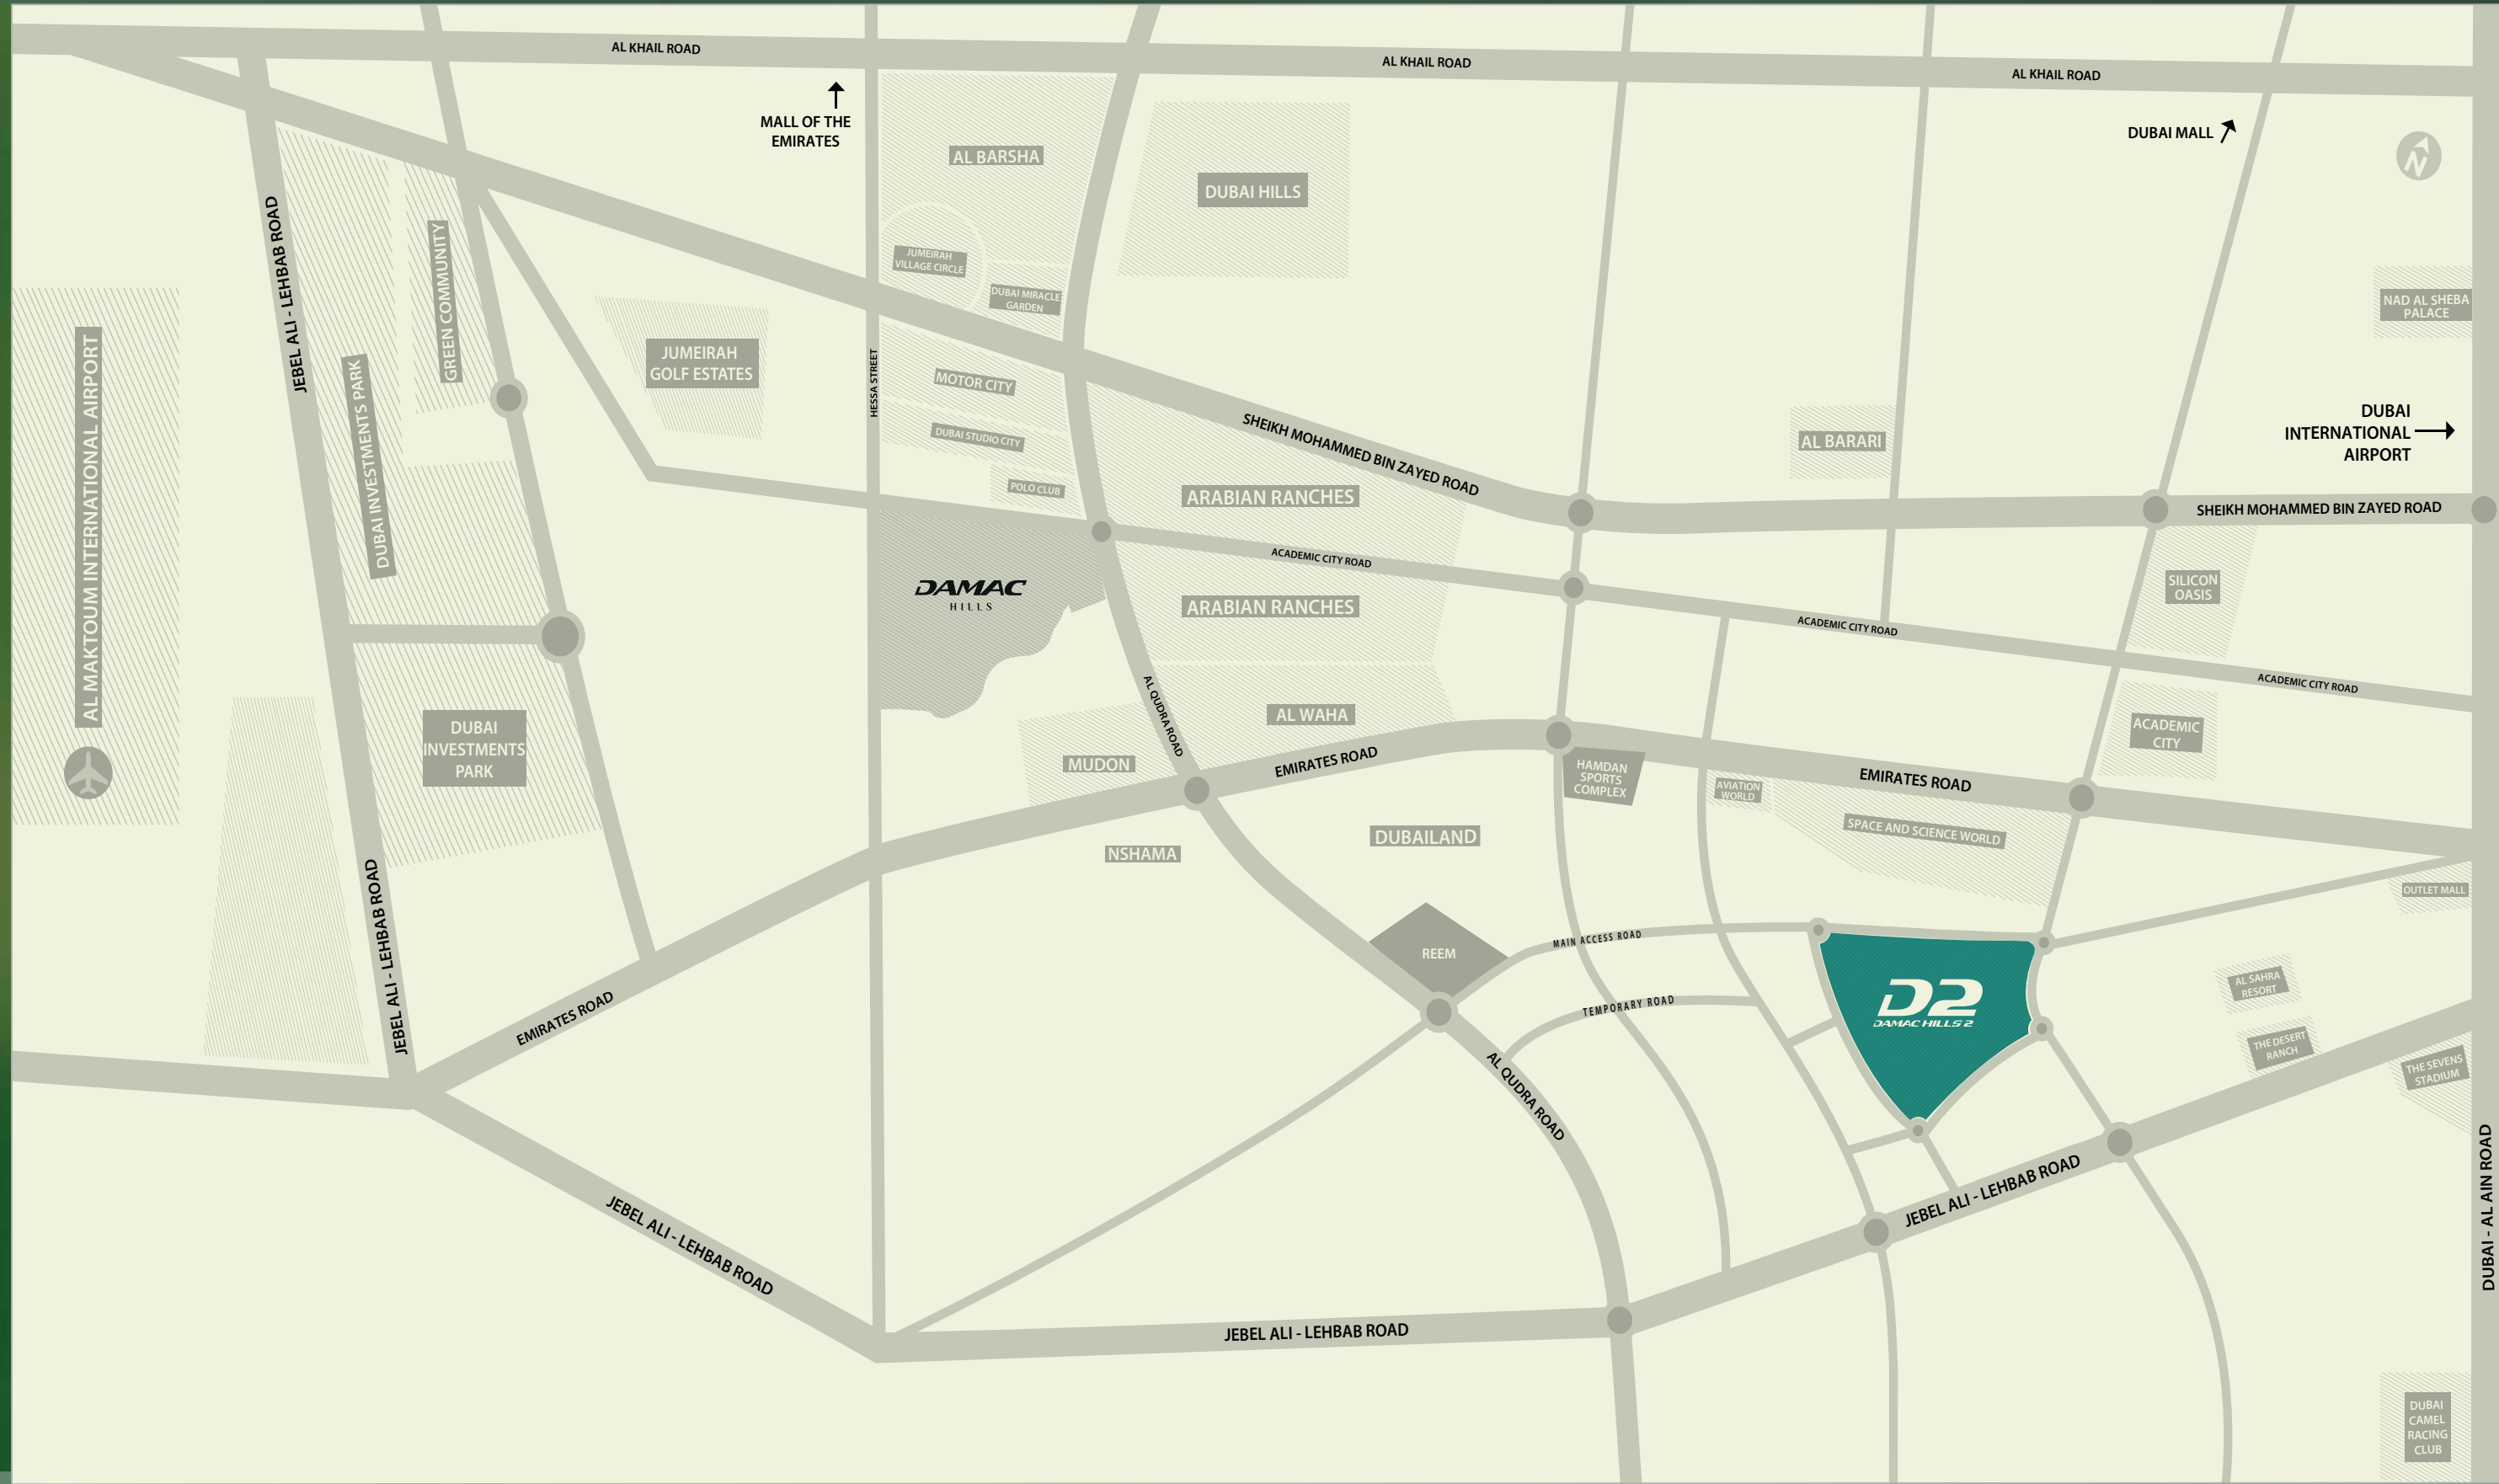 AL KHAIL ROAD
AL KHAIL ROAD
AL KHAIL ROAD
MALL OF THE
EMIRATES
DUBAI MALL
N
AL BARSHA
DUBAI HILLS
JEBEL ALI - LEHBAB ROAD
GREEN COMMUNITY
JUMEIRAH
VILLAGE CIRCLE
DUBAI MIRACLE
GARDEN
NAD AL SHEBA
PALACE
AL MAKTOUM INTERNATIONAL AIRPORT
DUBAI INVESTMENTS PARK
JUMEIRAH
GOLF ESTATES
HESSA STREET
MOTOR CITY
DUBAI STUDIO CITY
POLO CLUB
SHEIKH MOHAMMED BIN ZAYED ROAD
AL BARARI
DUBAI
INTERNATIONAL
AIRPORT
ARABIAN RANCHES
SHEIKH MOHAMMED BIN ZAYED ROAD
ACADEMIC CITY ROAD
DAMAC
HILLS
ARABIAN RANCHES
ACADEMIC CITY ROAD
SILICON
OASIS
ACADEMIC CITY ROAD
AL QUDRA ROAD
AL WAHA
ACADEMIC
CITY
DUBAI
INVESTMENTS
PARK
MUDON
EMIRATES ROAD
HAMDAN
SPORTS
COMPLEX
AVIATION
WORLD
EMIRATES ROAD
SPACE AND SCIENCE WORLD
DUBAILAND
NSHAMA
OUTLET MALL
JEBEL ALI - LEHBAB ROAD
REEM
MAIN ACCESS ROAD
TEMPORARY ROAD
D2
DAMAC HILLS 2
AL SAHRA
RESORT
THE DESERT
RANCH
THE SEVENS
STADIUM
EMIRATES ROAD
AL QUDRA ROAD
JEBEL ALI - LEHBAB ROAD
JEBEL ALI - LEHBAB ROAD
JEBEL ALI - LEHBAB ROAD
DUBAI - AL AIN ROAD
DUBAI
CAMEL
RACING
CLUB